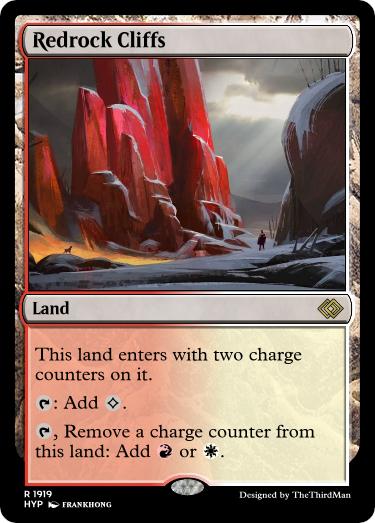 Redrock Cliffs
Land
This land enters with two charge
counters on it.
: Add .
, Remove a charge counter from
this land: Add or .
R 1919
HYP FRANKHONG
Designed by TheThirdMan